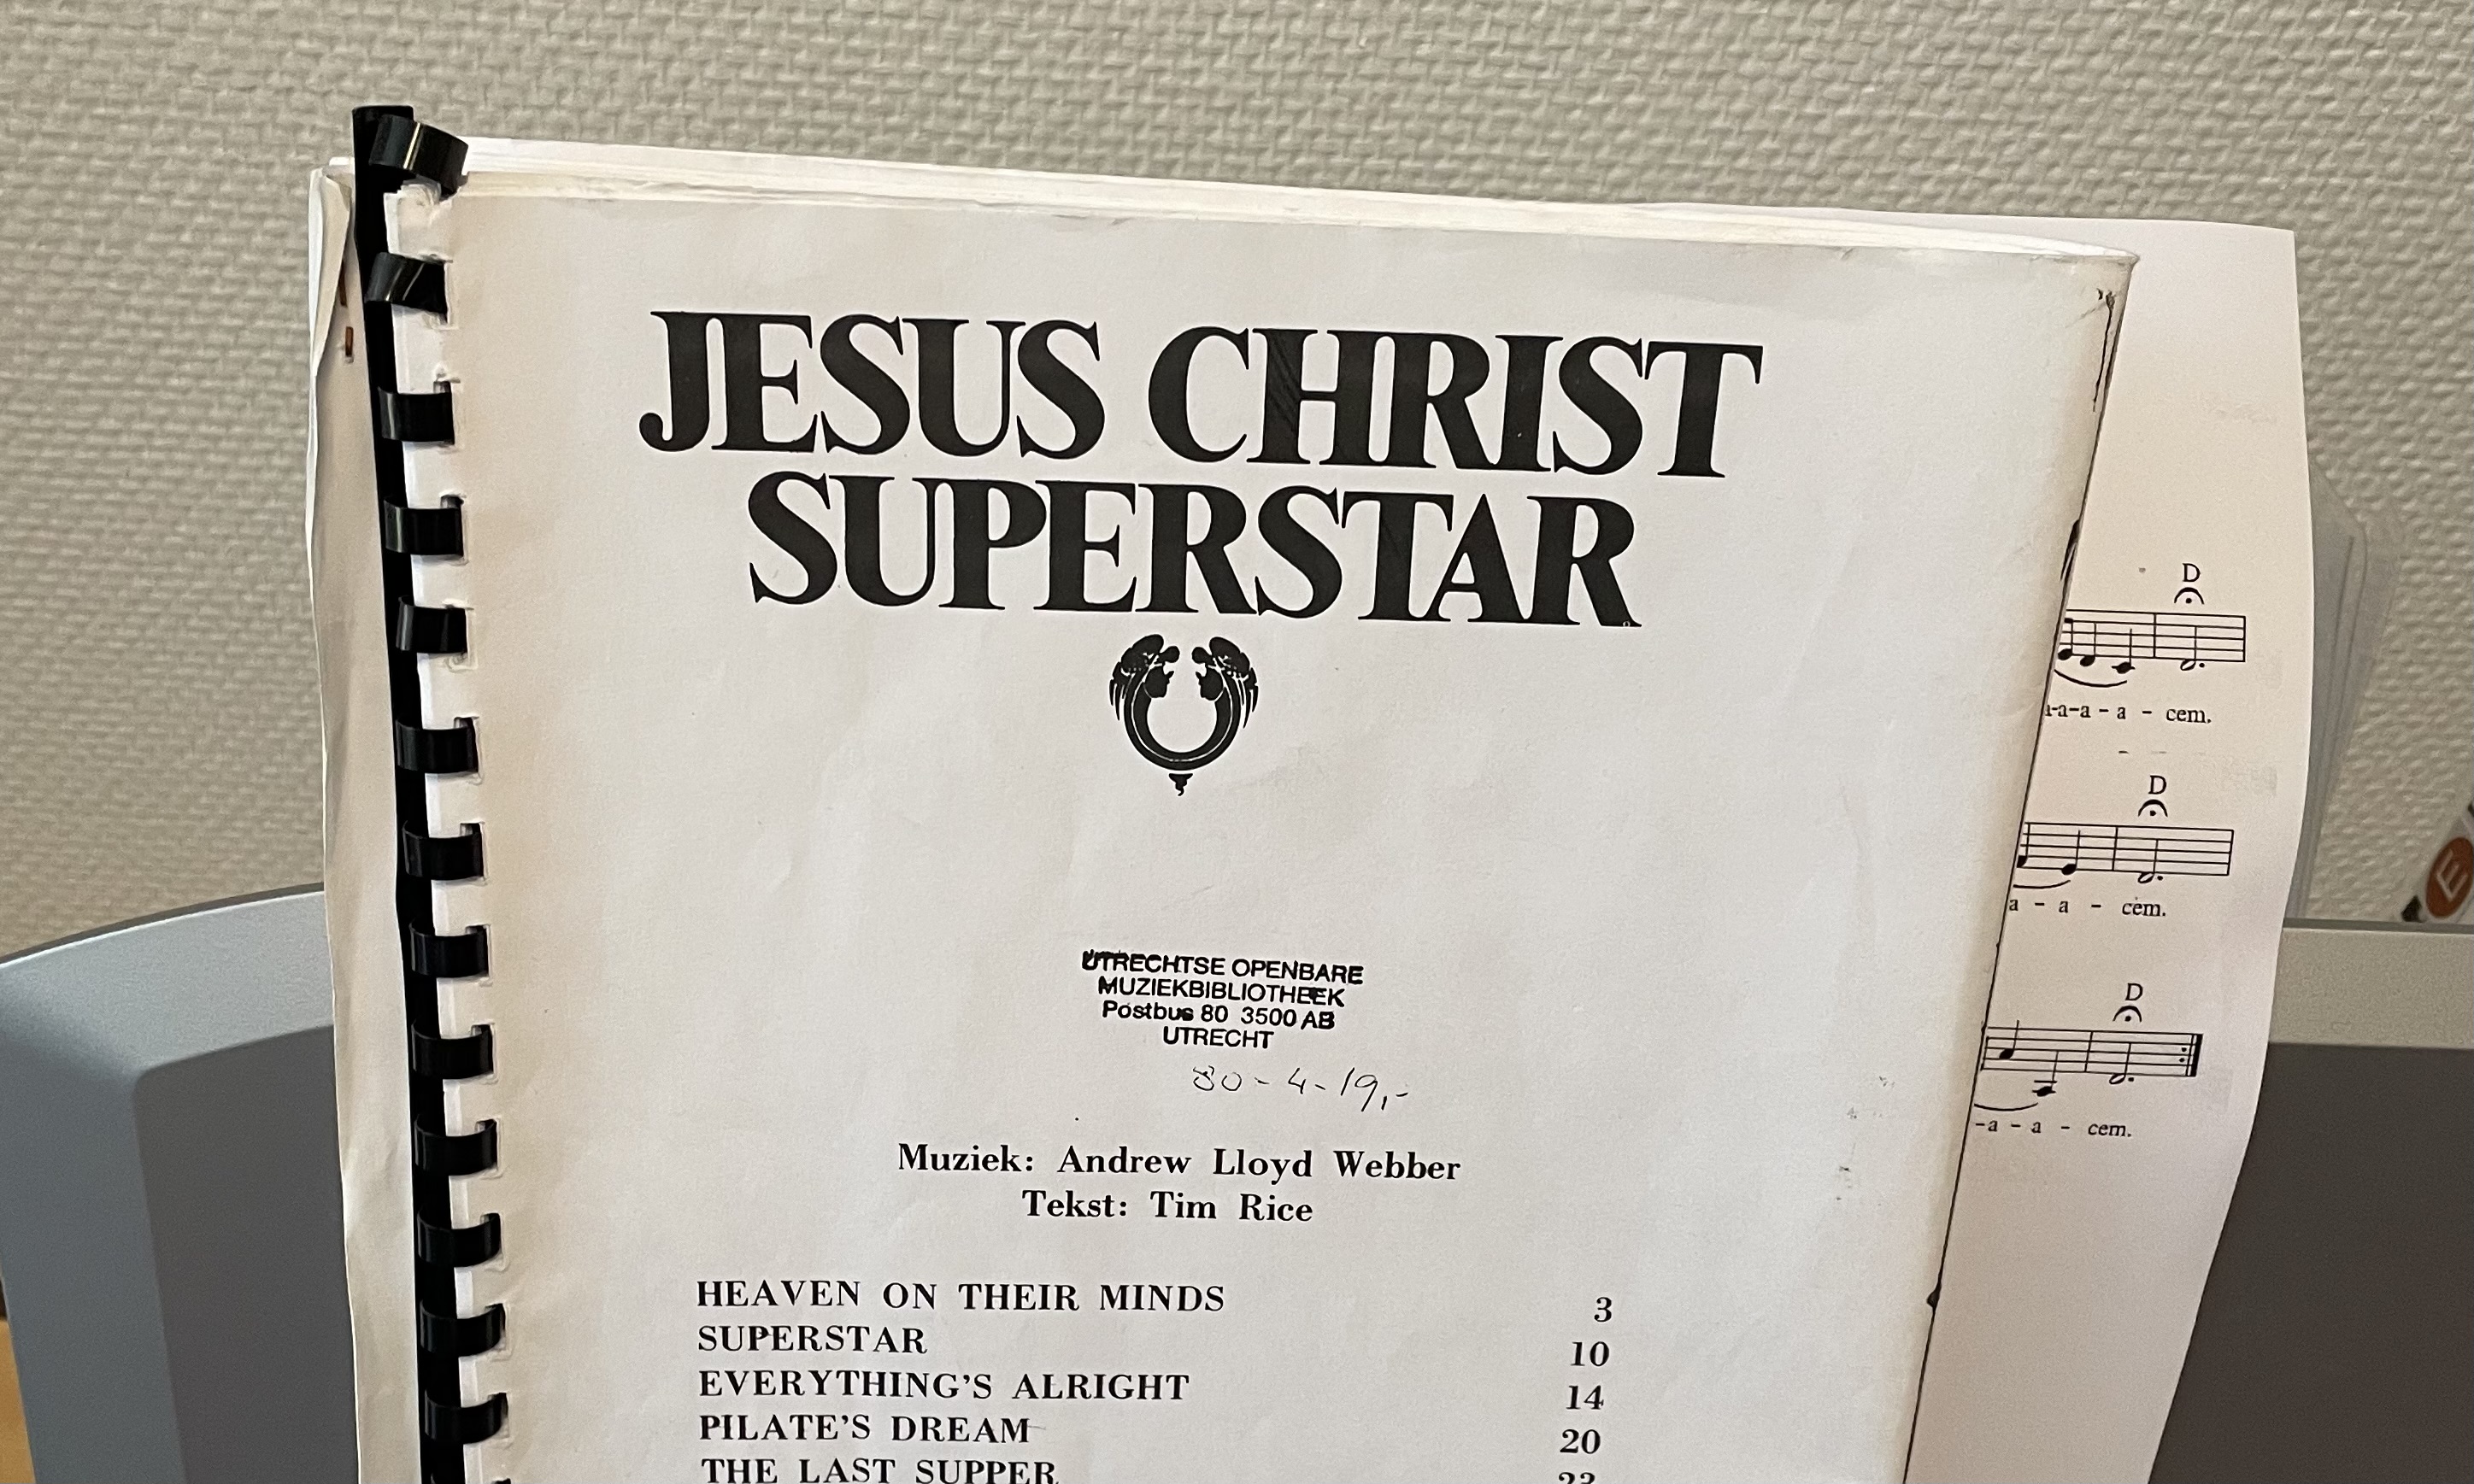 JESUS CHRIST
SUPERSTAR
UTRECHTSE OPENBARE
MUZIEKBIBLIOTHEEK
Postbus 80 3500 AB
UTRECHT
80-4-19,-
Muziek: Andrew Lloyd Webber
Tekst: Tim Rice
HEAVEN ON THEIR MINDS 3
SUPERSTAR 10
EVERYTHING'S ALRIGHT 14
PILATE'S DREAM 20
THE LAST SUPPER
D
-a-a - a - cem.
D
a - a - cem.
D
-a - a - cem.
E